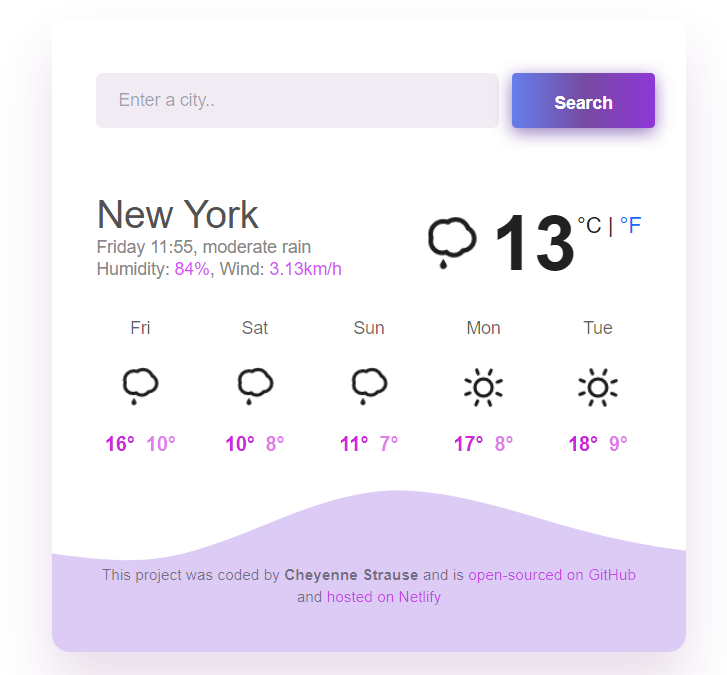 Enter a city..
Search
New York
Friday 11:55, moderate rain
Humidity: 84%, Wind: 3.13km/h
13 °C | °F
Fri Sat Sun Mon Tue
16° 10° 10° 8° 11° 7° 17° 8° 18° 9°
This project was coded by Cheyenne Strause and is open-sourced on GitHub
and hosted on Netlify